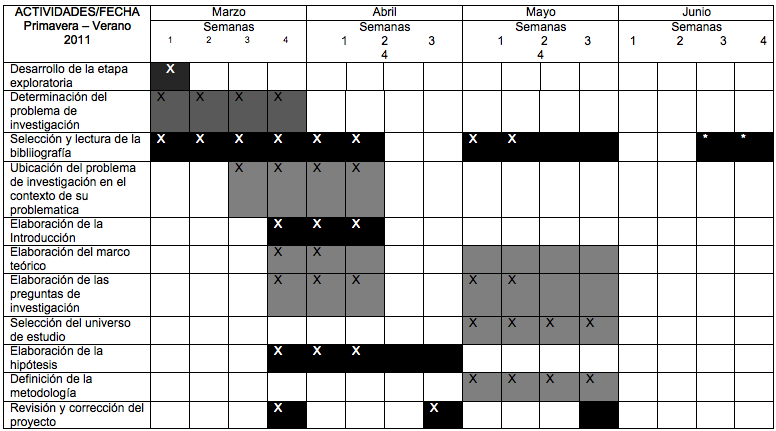 ACTIVIDADES/FECHA Marzo Abril Mayo Junio
Primavera – Verano Semanas Semanas Semanas Semanas
2011 1 2 3 4 1 2 3 1 2 3 1 2 3 4
4 4
Desarrollo de la etapa X
exploratoria
Determinación del X X X X
problema de
investigación
Selección y lectura de la X X X X X X X X * *
bibliografía
Ubicación del problema X X X X
de investigación en el
contexto de su
problematica
Elaboración de la X X X
Introducción
Elaboración del marco X X
teórico
Elaboración de las X X X X X
preguntas de
investigación
Selección del universo X X X X
de estudio
Elaboración de la X X X
hipótesis
Definición de la X X X X
metodología
Revisión y corrección del X X
proyecto